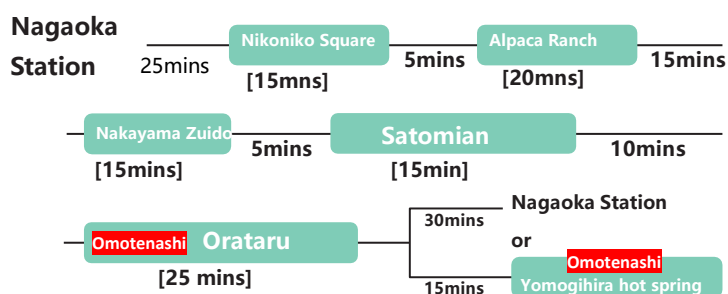 Nagaoka
Station
25mins
Nikoniko Square
[15mns]
5mins
Alpaca Ranch
[20mns]
15mins
Nakayama Zuido
[15mins]
5mins
Satomian
[15min]
10mins
Omotenashi Orataru
[25 mins]
30mins
Nagaoka Station
or
15mins
Omotenashi
Yomogihira hot spring